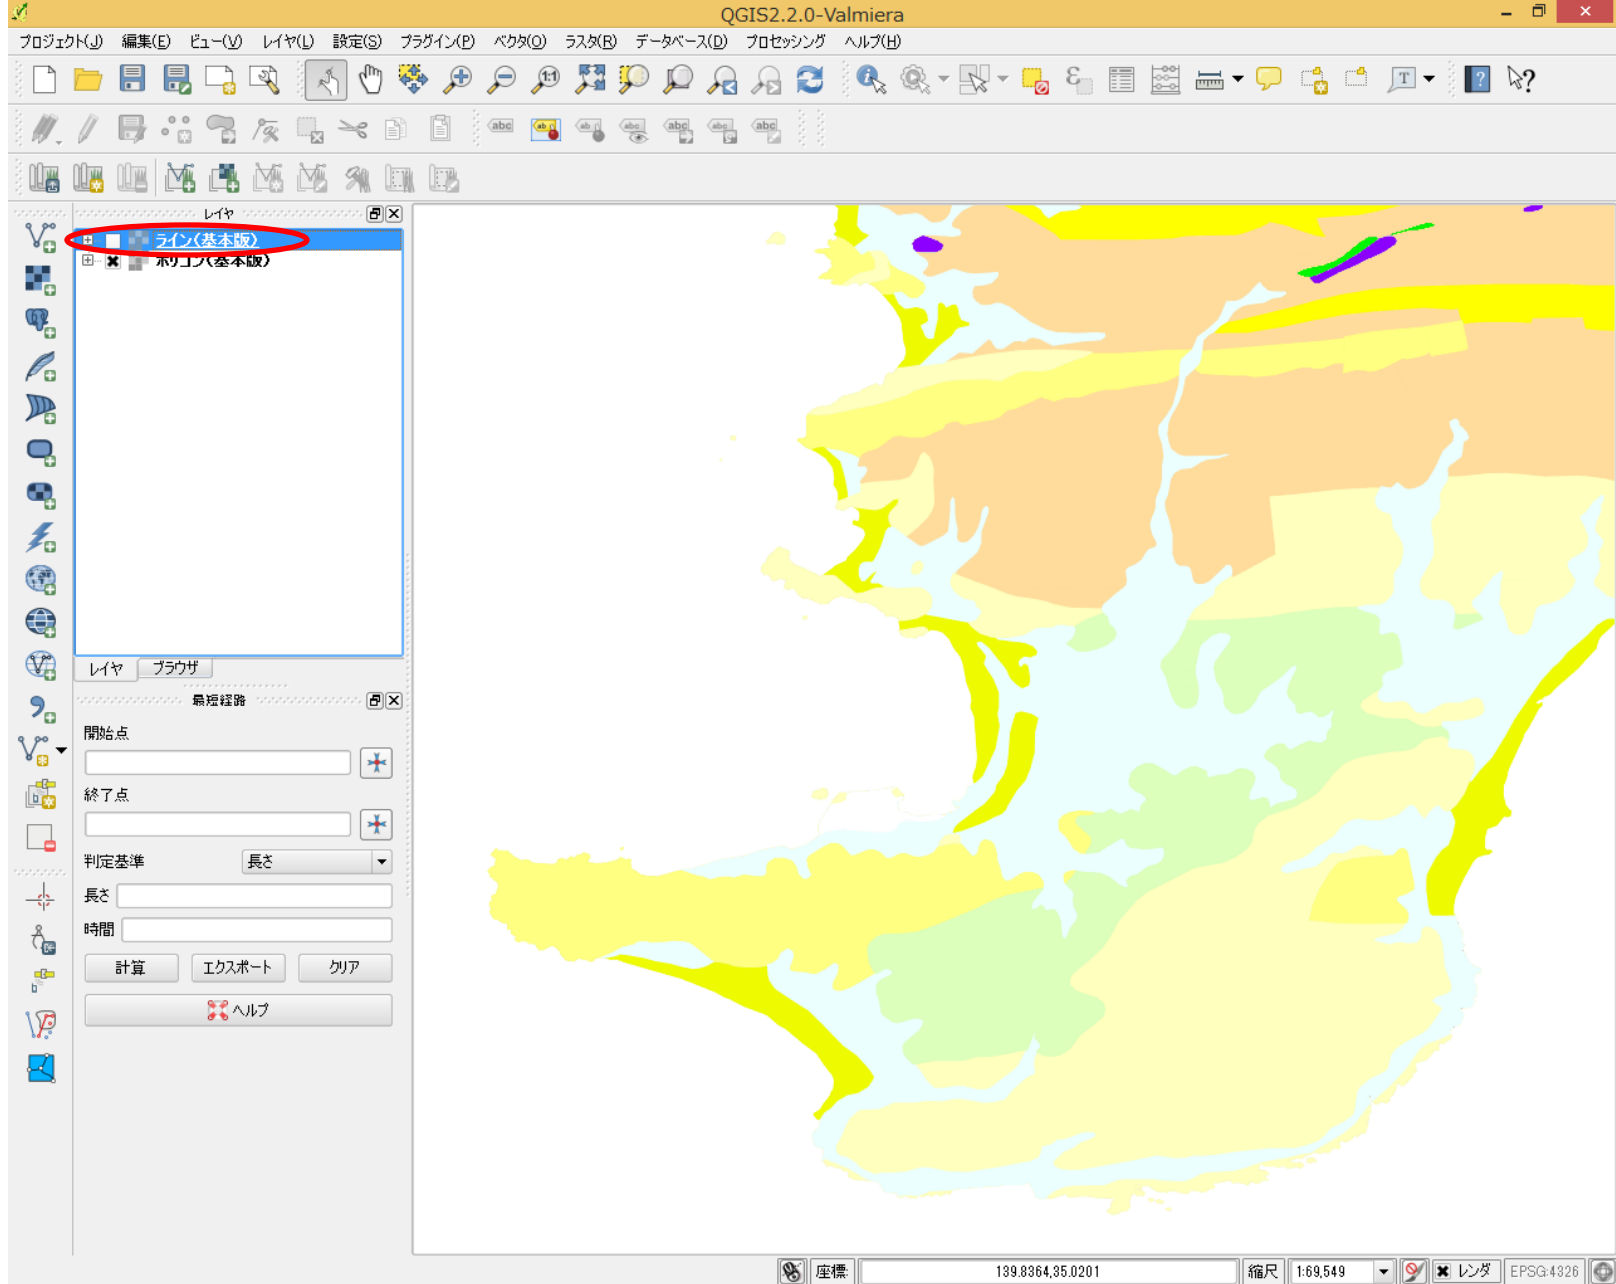 QGIS2.2.0-Valmiera
プロジェクト(J) 編集(E) ビュー(V) レイヤ(L) 設定(S) プラグイン(P) ベクタ(O) ラスタ(R) データベース(D) プロセッシング ヘルプ(H)
レイヤ
ライン(基本版)
ポリゴン(基本版)
レイヤ ブラウザ
最短経路
開始点
終了点
判定基準 長さ
長さ
時間
計算 エクスポート クリア
ヘルプ
座標: 139.8364,35.0201 縮尺 1:69,549 レンダ EPSG:4326